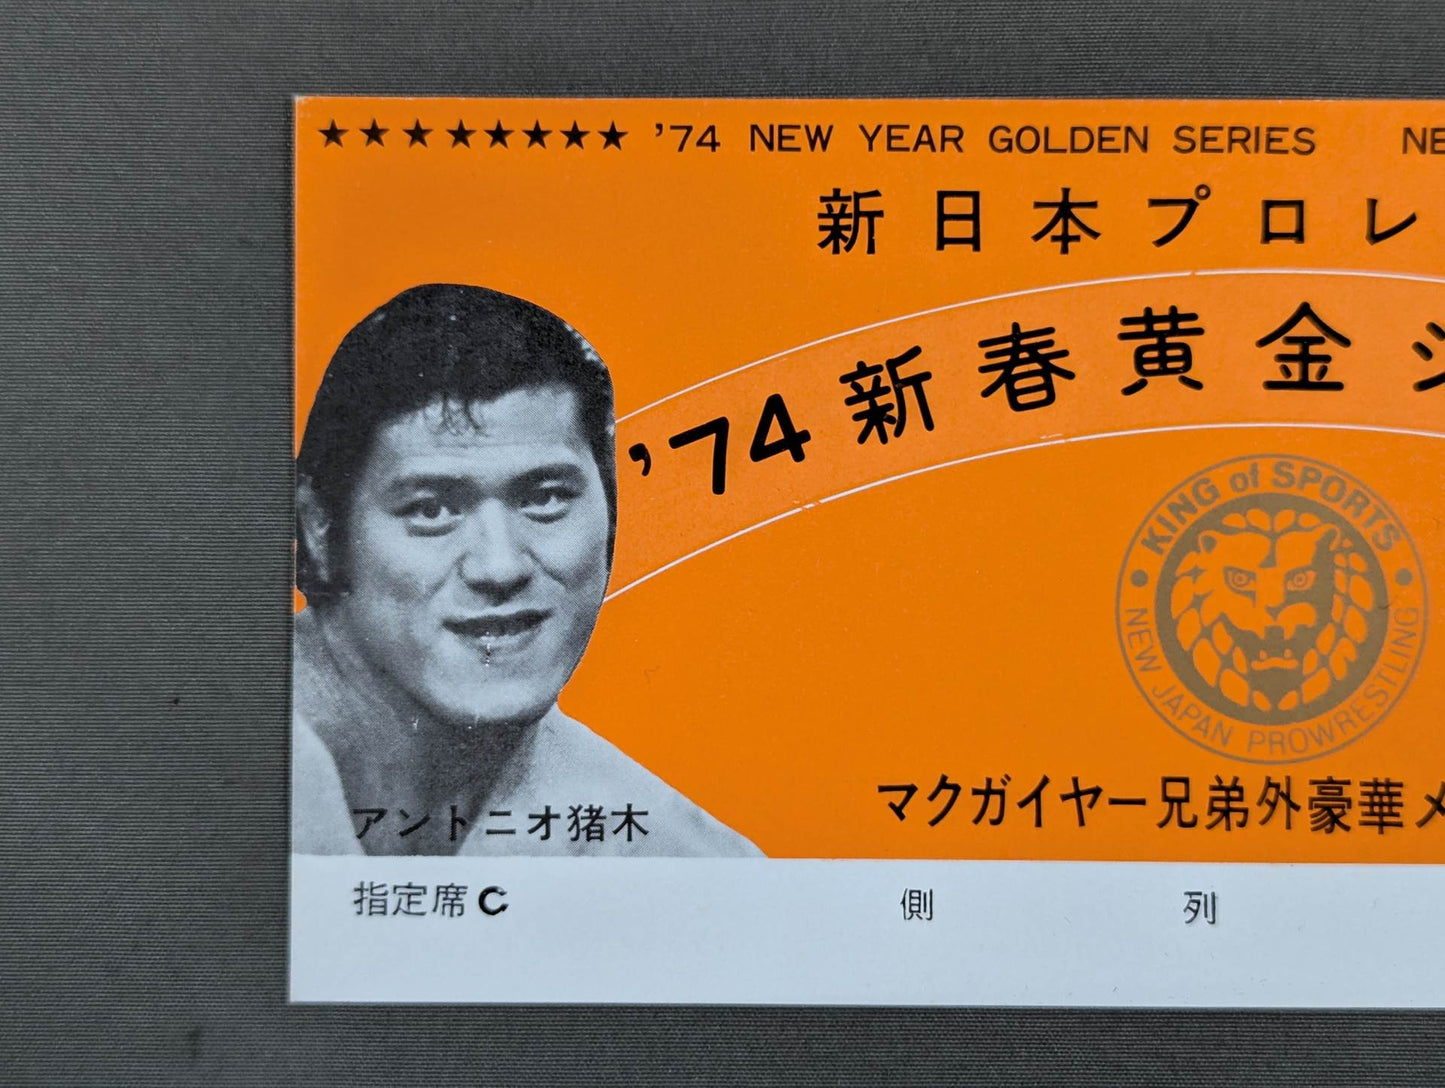 ★★★★★★★★ '74 NEW YEAR GOLDEN SERIES NE
新日本プロレ
'74新春黄金シ
KING of SPORTS
NEW JAPAN PROWRESTLING
マクガイヤー兄弟外豪華メ
アントニオ猪木
指定席C 側 列